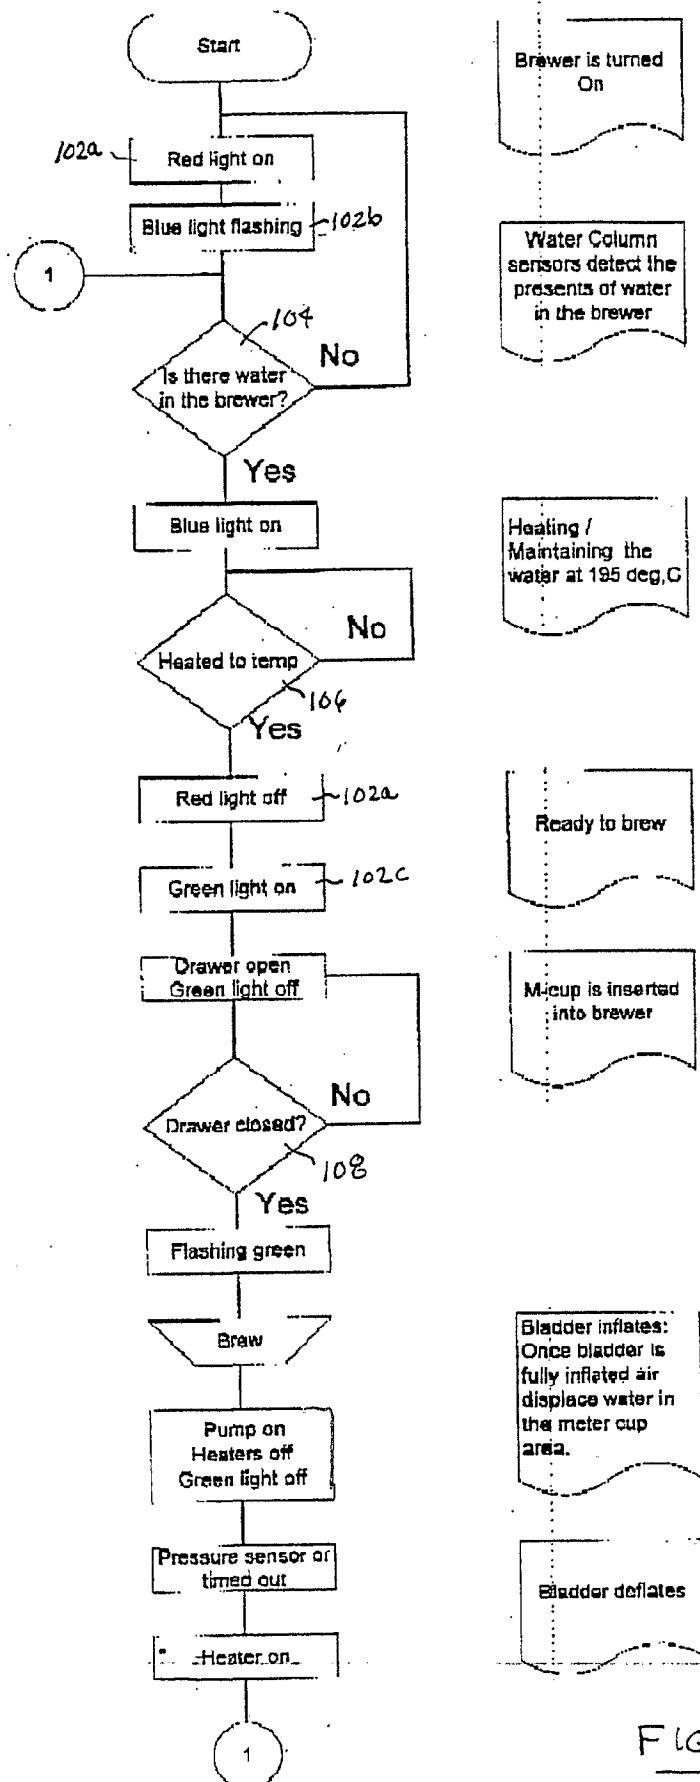 Start
Brewer is turned
On
102a
Red light on
Blue light flashing
102b
1
Water Column
sensors detect the
presents of water
in the brewer
104
No
Is there water
in the brewer?
Yes
Blue light on
Heating /
Maintaining the
water at 195 deg,C
No
Heated to temp
106
Yes
Red light off
102a
Ready to brew
Green light on
102c
Drawer open
Green light off
M-cup is inserted
into brewer
No
Drawer closed?
108
Yes
Flashing green
Brew
Bladder inflates:
Once bladder is
fully inflated air
displace water in
the meter cup
area.
Pump on
Heaters off
Green light off
Pressure sensor or
timed out
Bladder deflates
Heater on
1
FIG